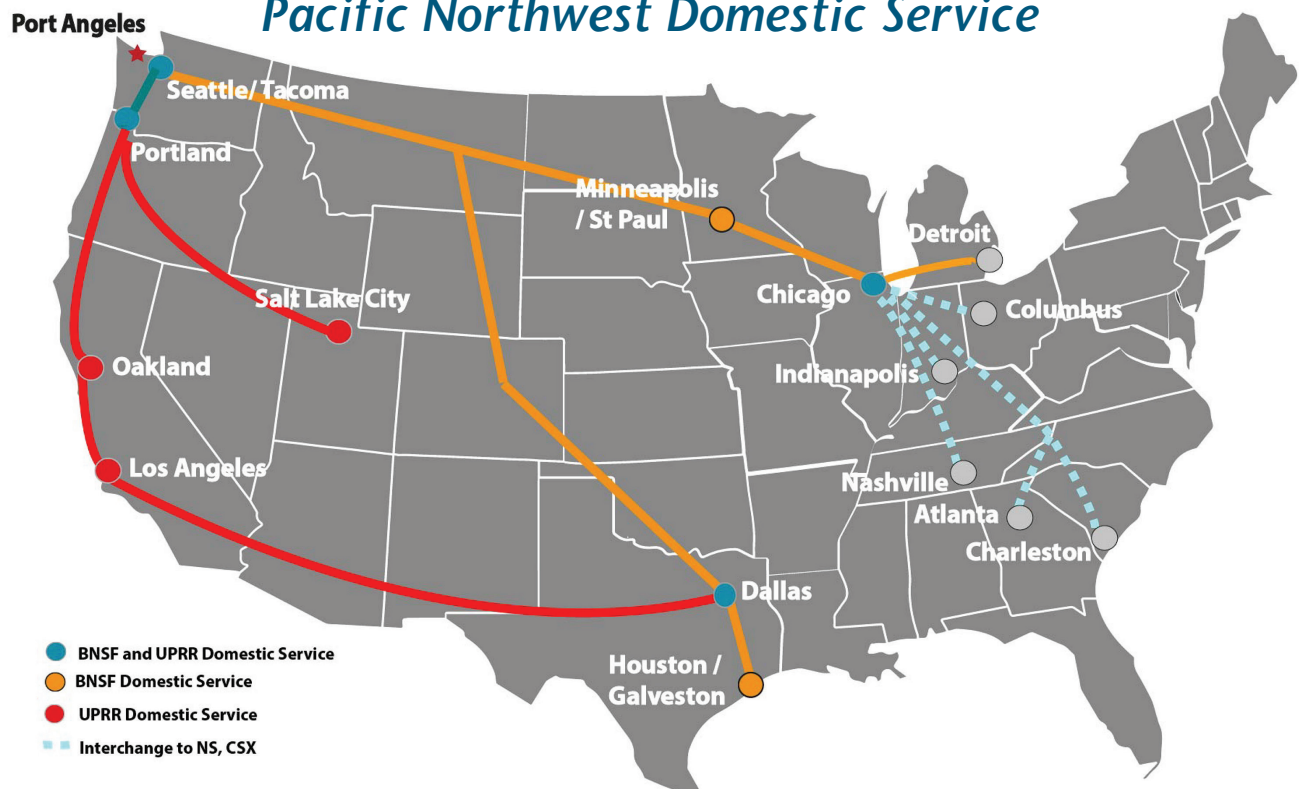 Pacific Northwest Domestic Service
Port Angeles
Seattle/Tacoma
Portland
Minneapolis
/ St Paul
Detroit
Chicago
Salt Lake City
Columbus
Oakland
Indianapolis
Los Angeles
Nashville
Atlanta
Charleston
Dallas
Houston /
Galveston
BNSF and UPRR Domestic Service
BNSF Domestic Service
UPRR Domestic Service
Interchange to NS, CSX